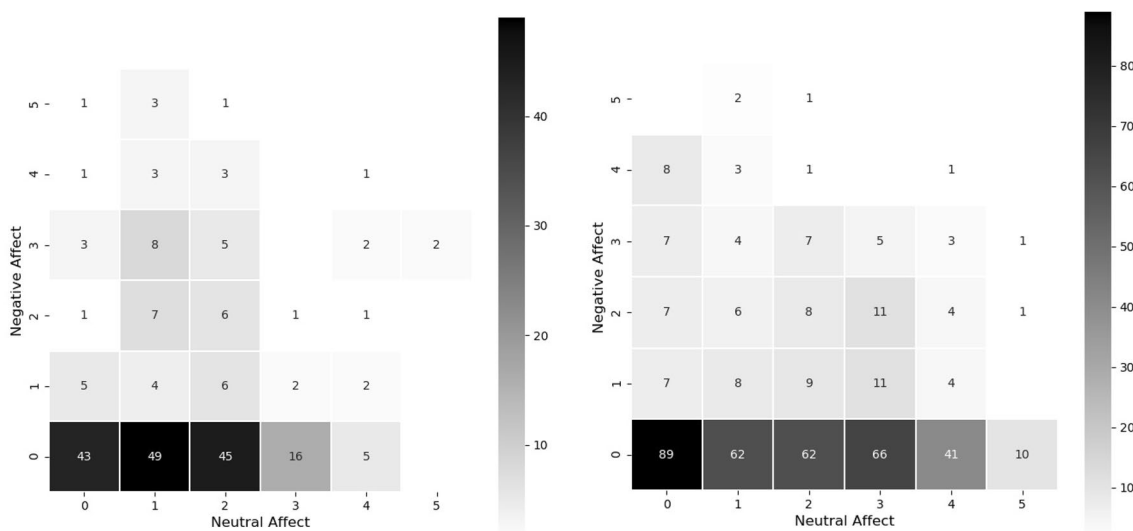 5 1 3 1
4 1 3 3 1
3 3 8 5 2 2
2 1 7 6 1 1
1 5 4 6 2 2
0 43 49 45 16 5
0 1 2 3 4 5
Neutral Affect
Negative Affect
40
30
20
10
5 2 1
4 8 3 1 1
3 7 4 7 5 3 1
2 7 6 8 11 4 1
1 7 8 9 11 4
0 89 62 62 66 41 10
0 1 2 3 4 5
Neutral Affect
Negative Affect
80
70
60
50
40
30
20
10